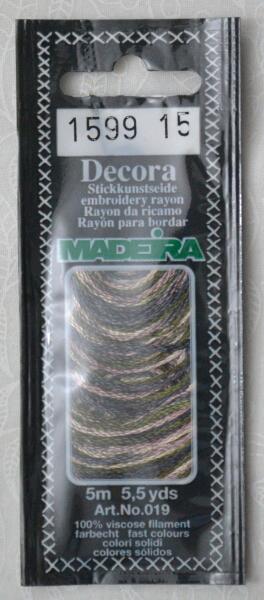 1599 15
Decora
Stickkunstseide
embroidery rayon
Rayon da ricamo
Rayón para bordar
MADEIRA
5m 5,5 yds
Art.No.019
100% viscose filament
farbecht fast colours
colori solidi
colores sólidos